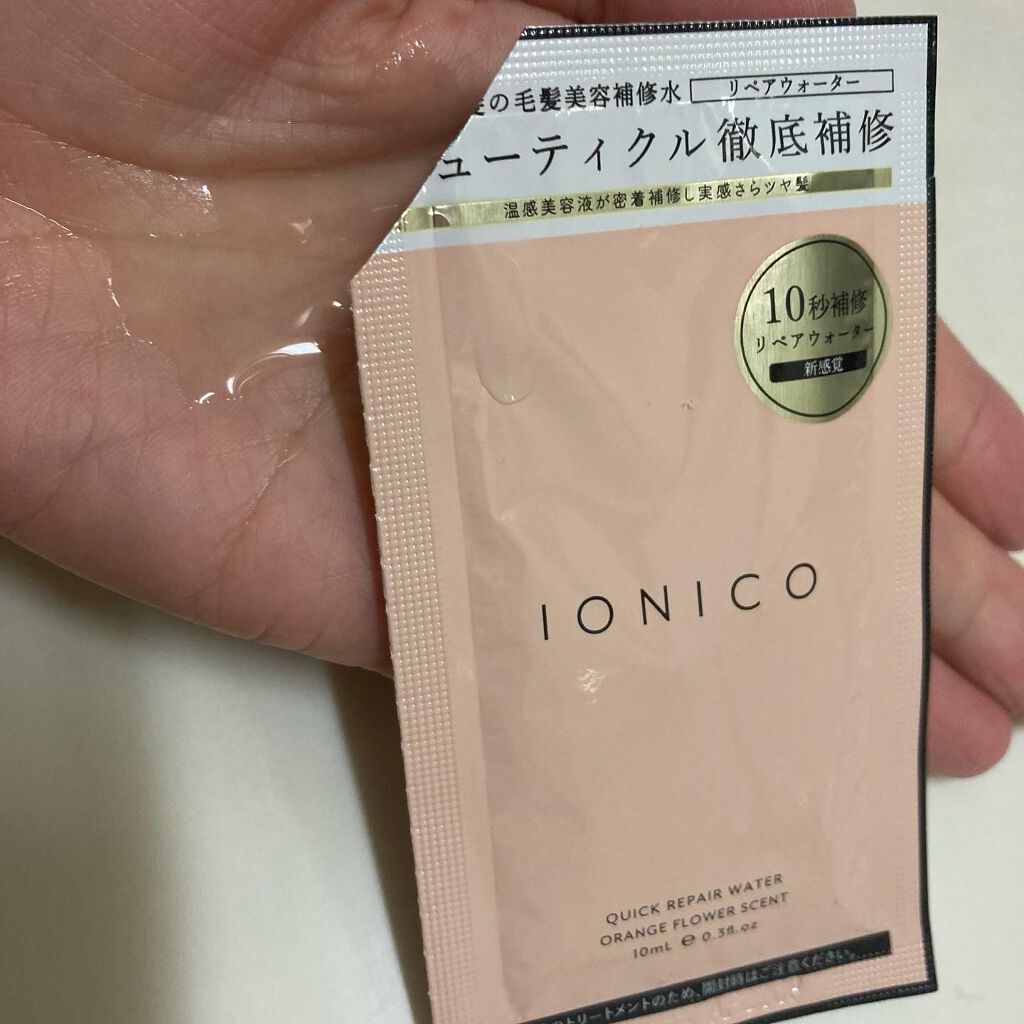 の毛髪美容補修水 リペアウォーター
ューティクル徹底補修
温感美容液が密着補修し実感さらツヤ髪
10秒補修
リペアウォーター
新感覚
IONICO
QUICK REPAIR WATER
ORANGE FLOWER SCENT
10mL ℮ 0.3fl.oz
のトリートメントのため、開封時はご注意ください。